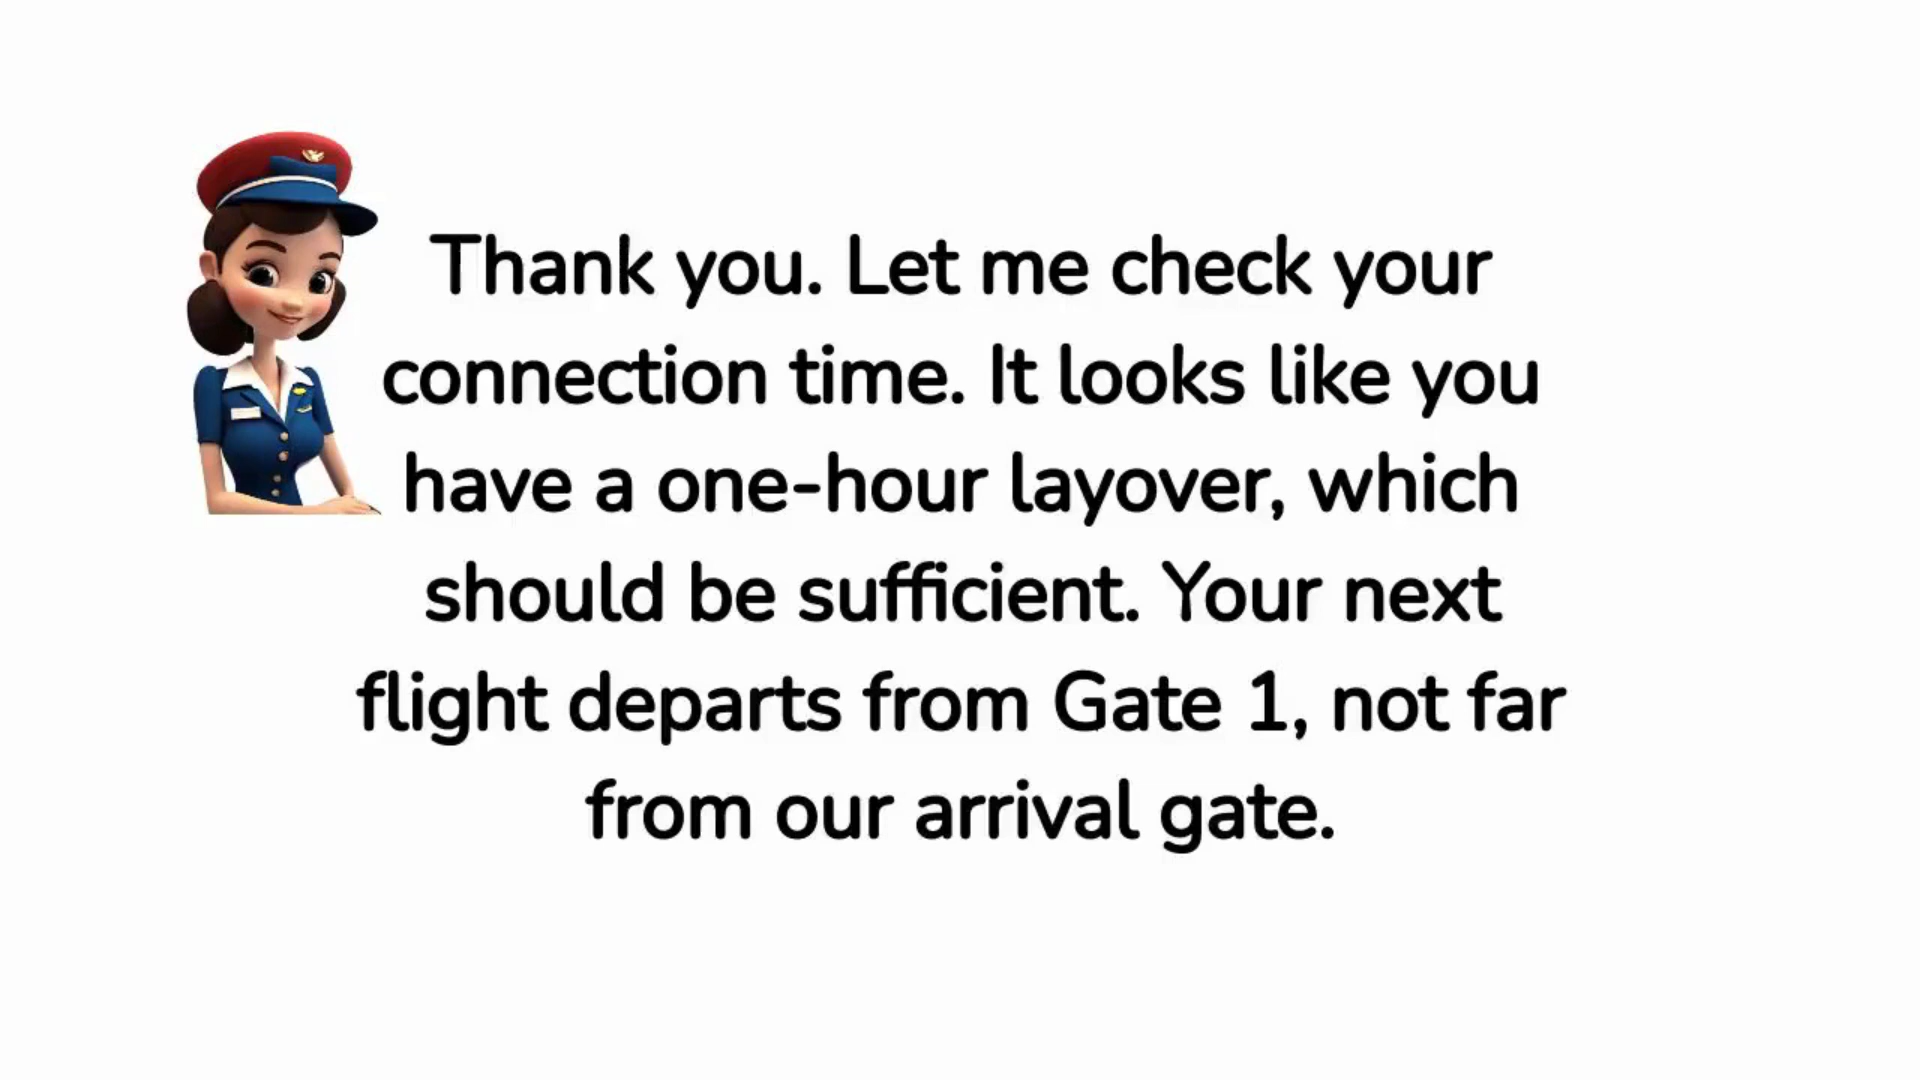 Thank you. Let me check your
connection time. It looks like you
have a one-hour layover, which
should be sufficient. Your next
flight departs from Gate 1, not far
from our arrival gate.